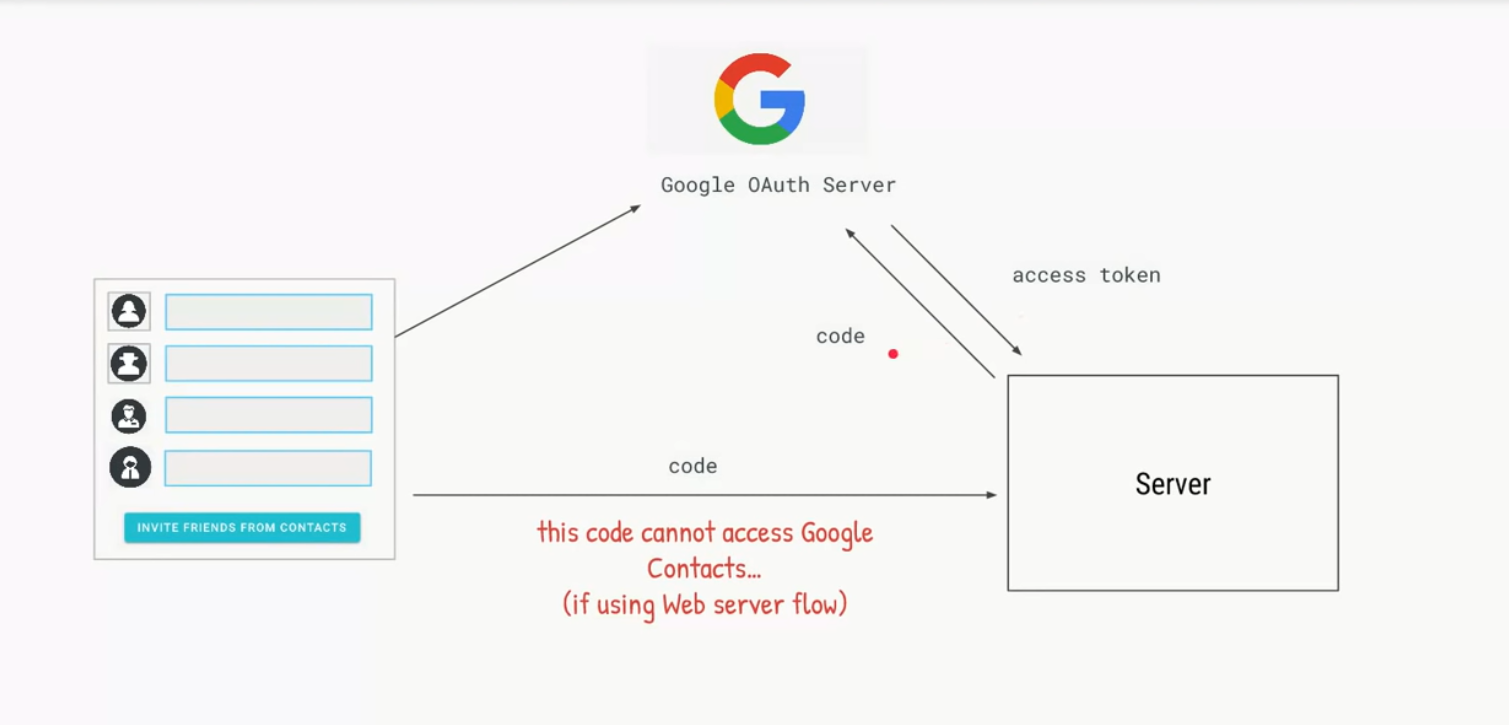 Google OAuth Server
access token
code
code
this code cannot access Google
Contacts...
(if using Web server flow)
Server
INVITE FRIENDS FROM CONTACTS